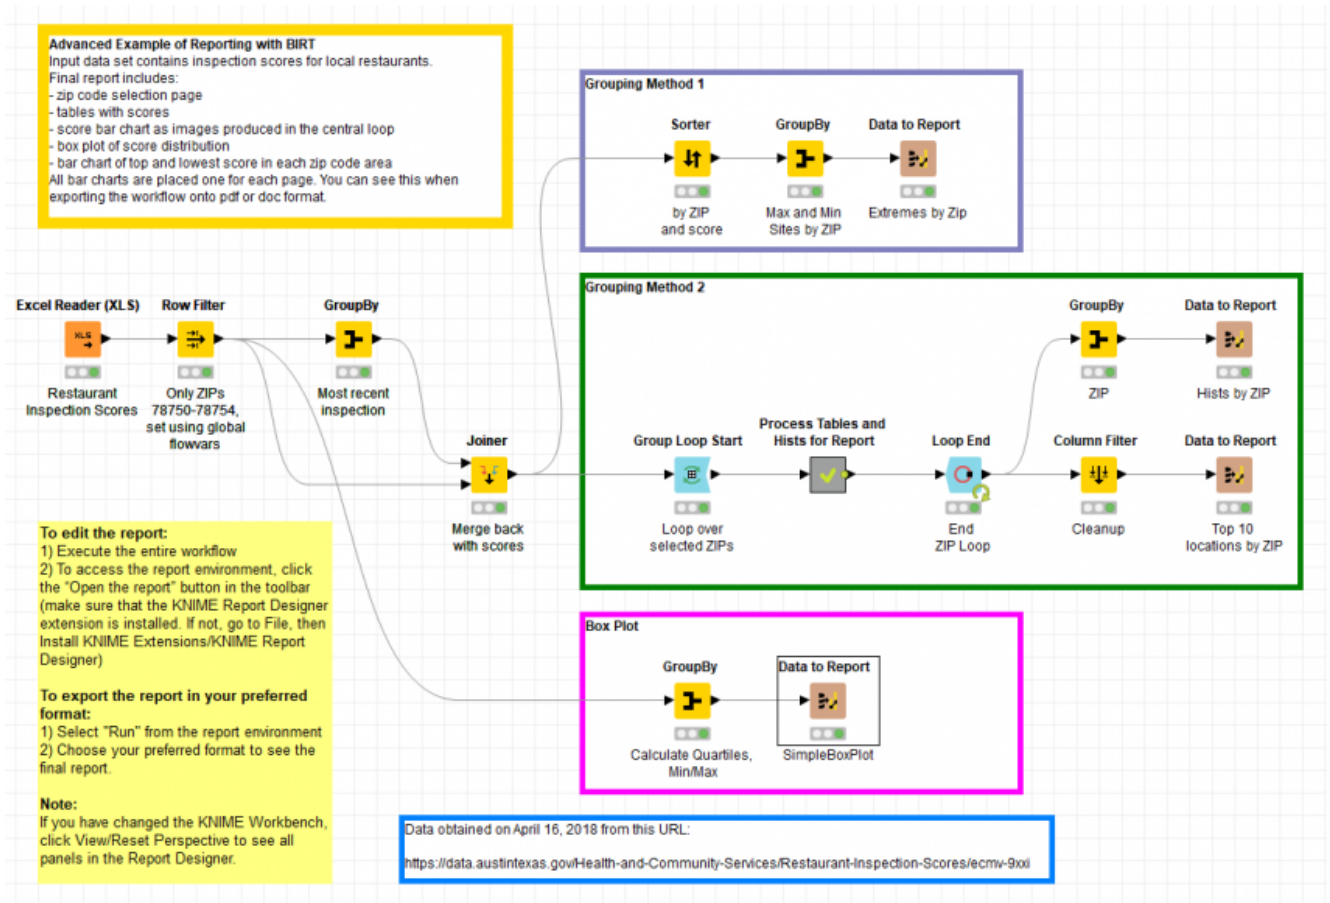 Advanced Example of Reporting with BIRT
Input data set contains inspection scores for local restaurants.
Final report includes:
- zip code selection page
- tables with scores
- score bar chart as images produced in the central loop
- box plot of score distribution
- bar chart of top and lowest score in each zip code area
All bar charts are placed one for each page. You can see this when
exporting the workflow onto pdf or doc format.
Grouping Method 1
Sorter
GroupBy
Data to Report
by ZIP
and score
Max and Min
Sites by ZIP
Extremes by Zip
Excel Reader (XLS)
XLS
Restaurant
Inspection Scores
Row Filter
Only ZIPs
78750-78754,
set using global
flowvars
GroupBy
Most recent
inspection
Joiner
Merge back
with scores
Grouping Method 2
Group Loop Start
Loop over
selected ZIPs
Process Tables and
Hists for Report
Loop End
End
ZIP Loop
GroupBy
ZIP
Data to Report
Hists by ZIP
Column Filter
Cleanup
Data to Report
Top 10
locations by ZIP
To edit the report:
1) Execute the entire workflow
2) To access the report environment, click
the "Open the report" button in the toolbar
(make sure that the KNIME Report Designer
extension is installed. If not, go to File, then
Install KNIME Extensions/KNIME Report
Designer)
To export the report in your preferred
format:
1) Select "Run" from the report environment
2) Choose your preferred format to see the
final report.
Note:
If you have changed the KNIME Workbench,
click View/Reset Perspective to see all
panels in the Report Designer.
Box Plot
GroupBy
Calculate Quartiles,
Min/Max
Data to Report
SimpleBoxPlot
Data obtained on April 16, 2018 from this URL:
https://data.austintexas.gov/Health-and-Community-Services/Restaurant-Inspection-Scores/ecmv-9xxi